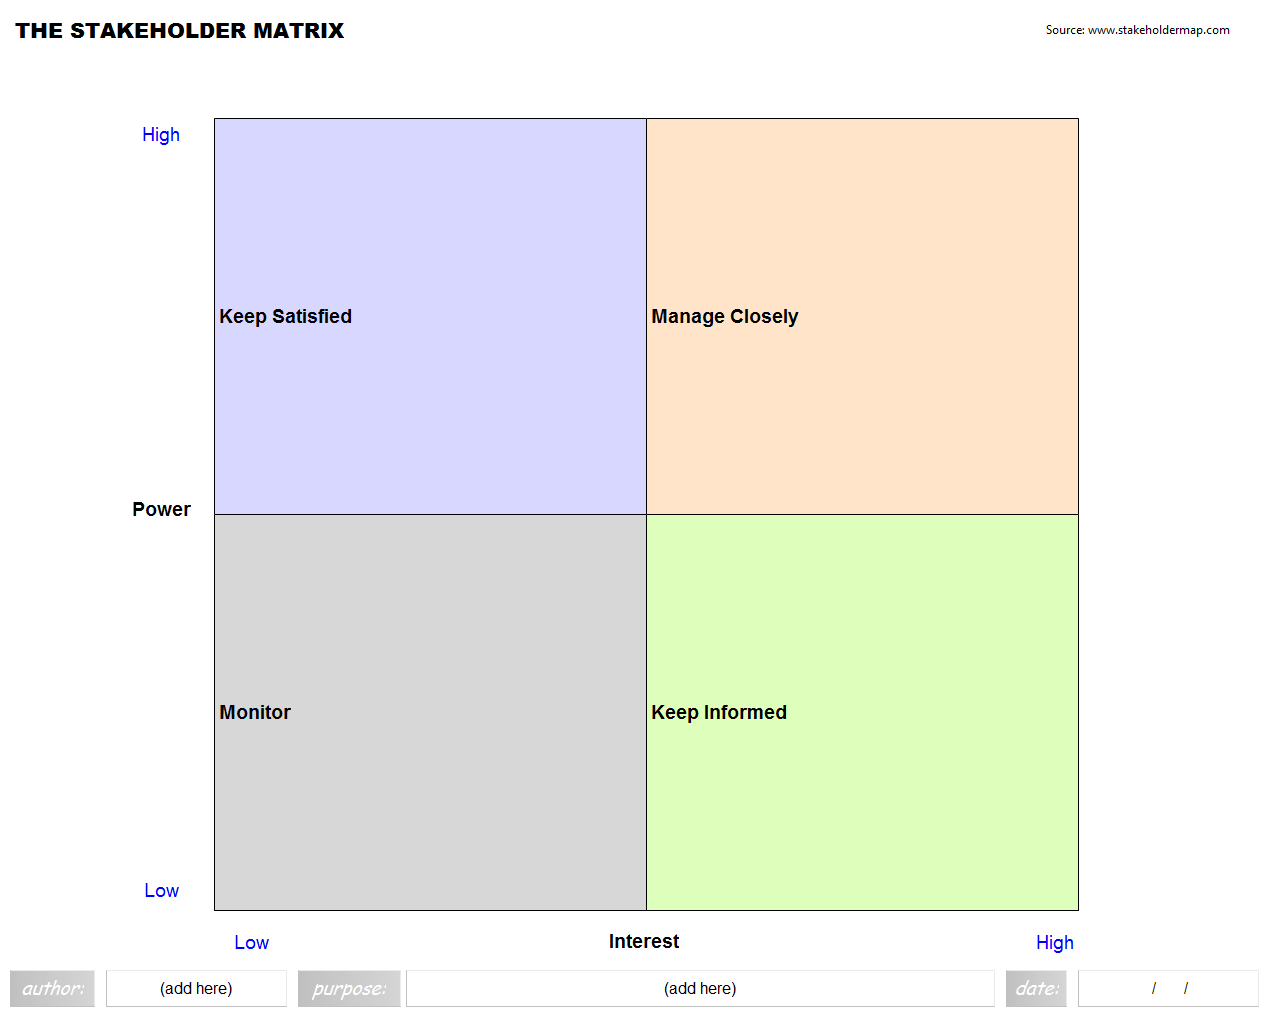 THE STAKEHOLDER MATRIX
Source: www.stakeholdermap.com
High
Keep Satisfied
Manage Closely
Power
Monitor
Keep Informed
Low
Low
Interest
High
author:
(add here)
purpose:
(add here)
date:
/ /